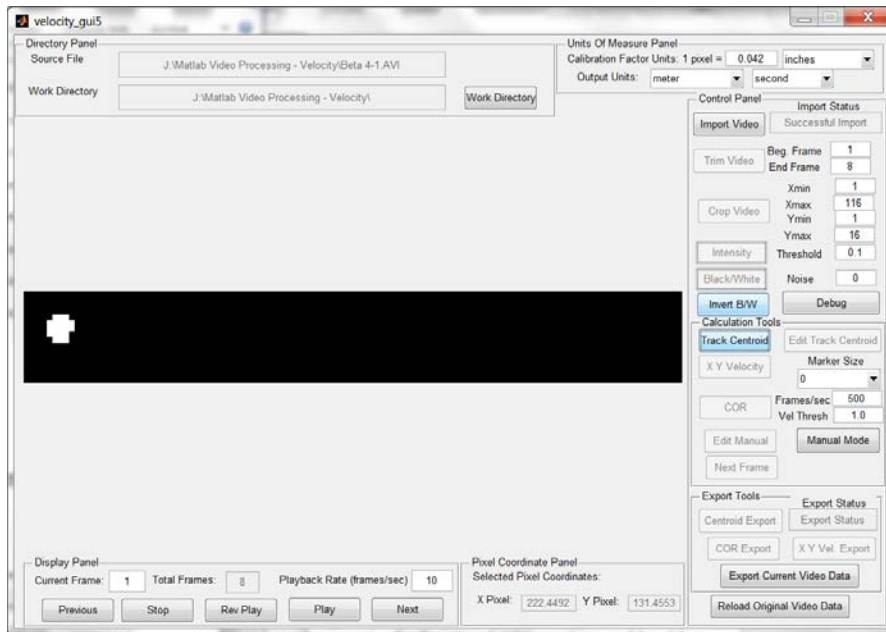 velocity_gui5
Directory Panel
Source File
J:\Matlab Video Processing - Velocity\Beta 4-1.AVI
Work Directory
J:\Matlab Video Processing - Velocity\
Work Directory
Units Of Measure Panel
Calibration Factor Units: 1 pixel = 0.042 inches
Output Units: meter second
Control Panel
Import Status
Import Video Successful Import
Trim Video
Beg. Frame 1
End Frame 8
Crop Video
Xmin 1
Xmax 116
Ymin 1
Ymax 16
Intensity Threshold 0.1
Black/White Noise 0
Invert B/W Debug
Calculation Tools
Track Centroid Edit Track Centroid
X Y Velocity
Marker Size
0
COR
Frames/sec 500
Vel Thresh 1.0
Edit Manual Manual Mode
Next Frame
Export Tools
Export Status
Centroid Export Export Status
COR Export X Y Vel. Export
Export Current Video Data
Reload Original Video Data
Display Panel
Current Frame: 1 Total Frames: 8 Playback Rate (frames/sec) 10
Previous Stop Rev Play Play Next
Pixel Coordinate Panel
Selected Pixel Coordinates:
X Pixel: 222.4492 Y Pixel: 131.4553